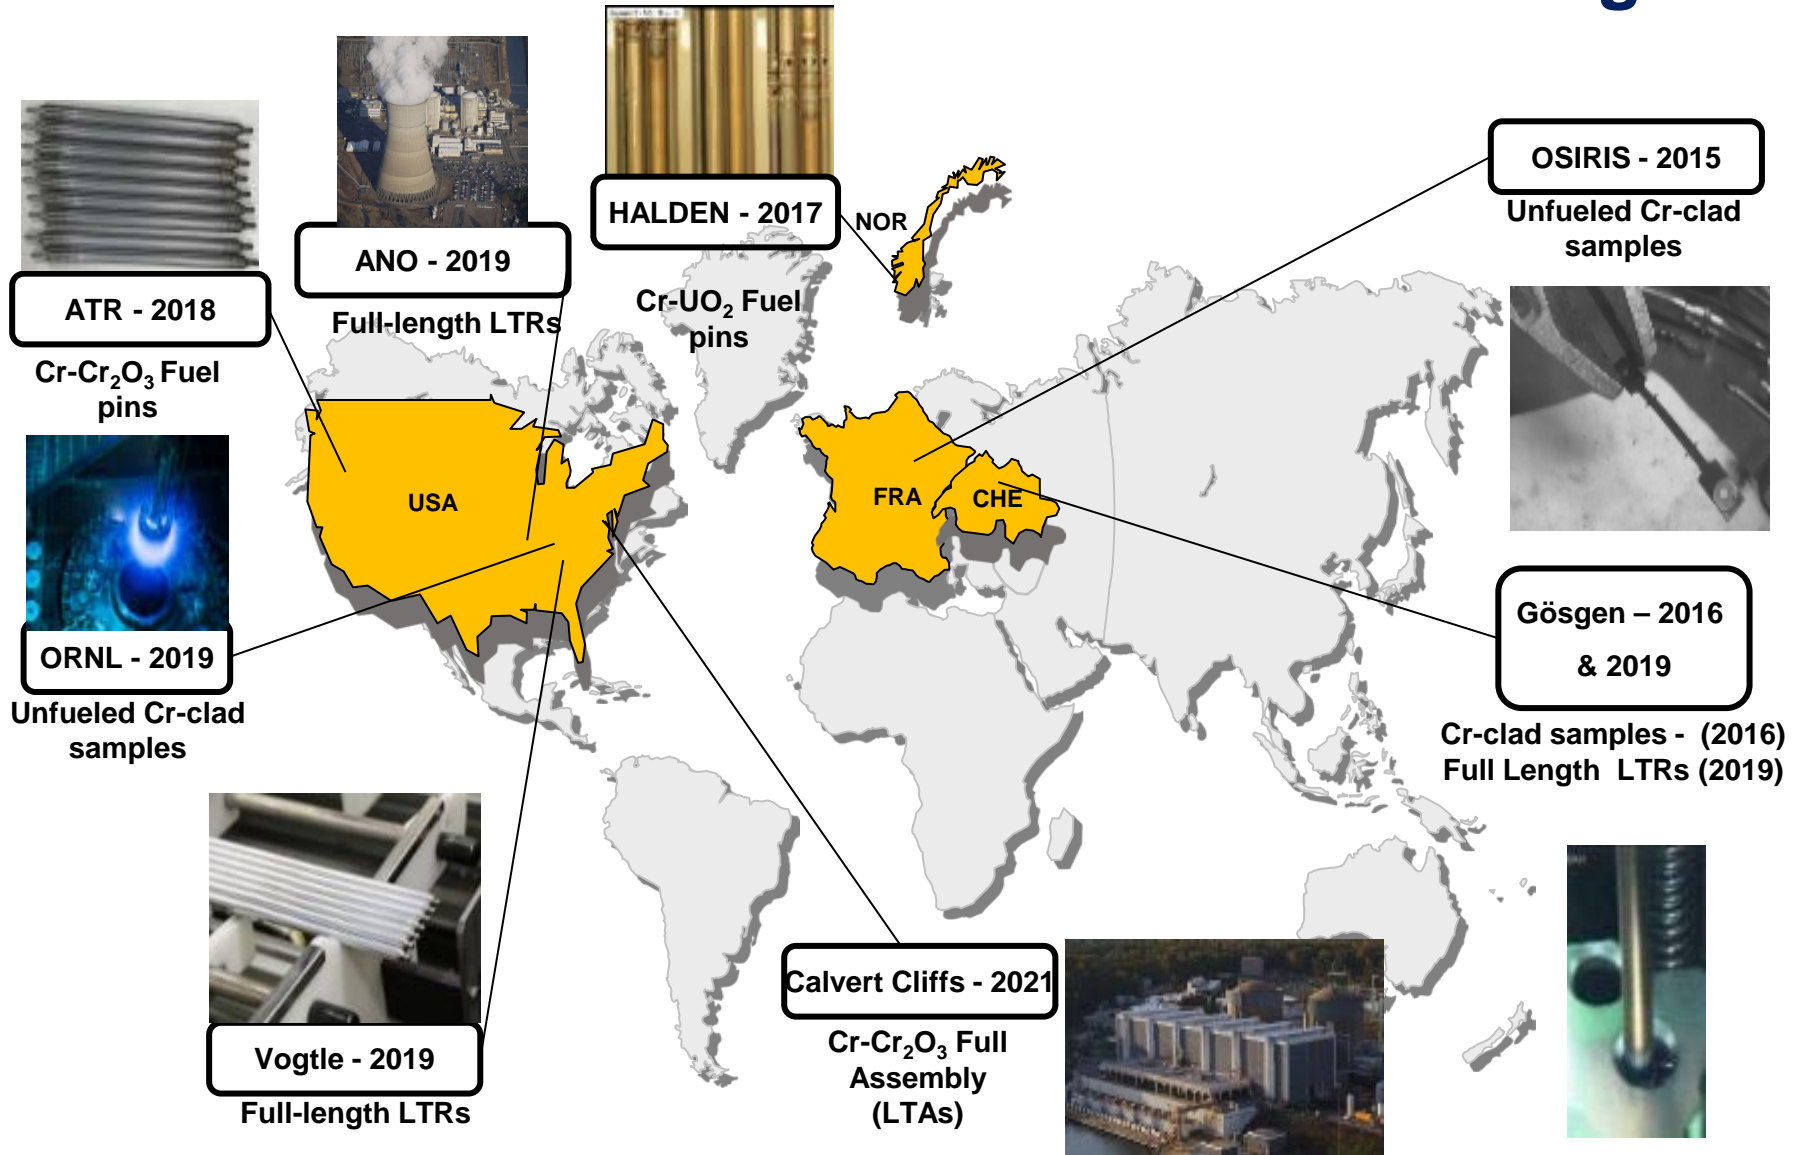 g
HALDEN - 2017
NOR
Cr-UO₂ Fuel
pins
ANO - 2019
Full-length LTRs
ATR - 2018
Cr-Cr₂O₃ Fuel
pins
OSIRIS - 2015
Unfueled Cr-clad
samples
USA
FRA
CHE
ORNL - 2019
Unfueled Cr-clad
samples
Gösgen – 2016
& 2019
Cr-clad samples - (2016)
Full Length LTRs (2019)
Vogtle - 2019
Full-length LTRs
Calvert Cliffs - 2021
Cr-Cr₂O₃ Full
Assembly
(LTAs)